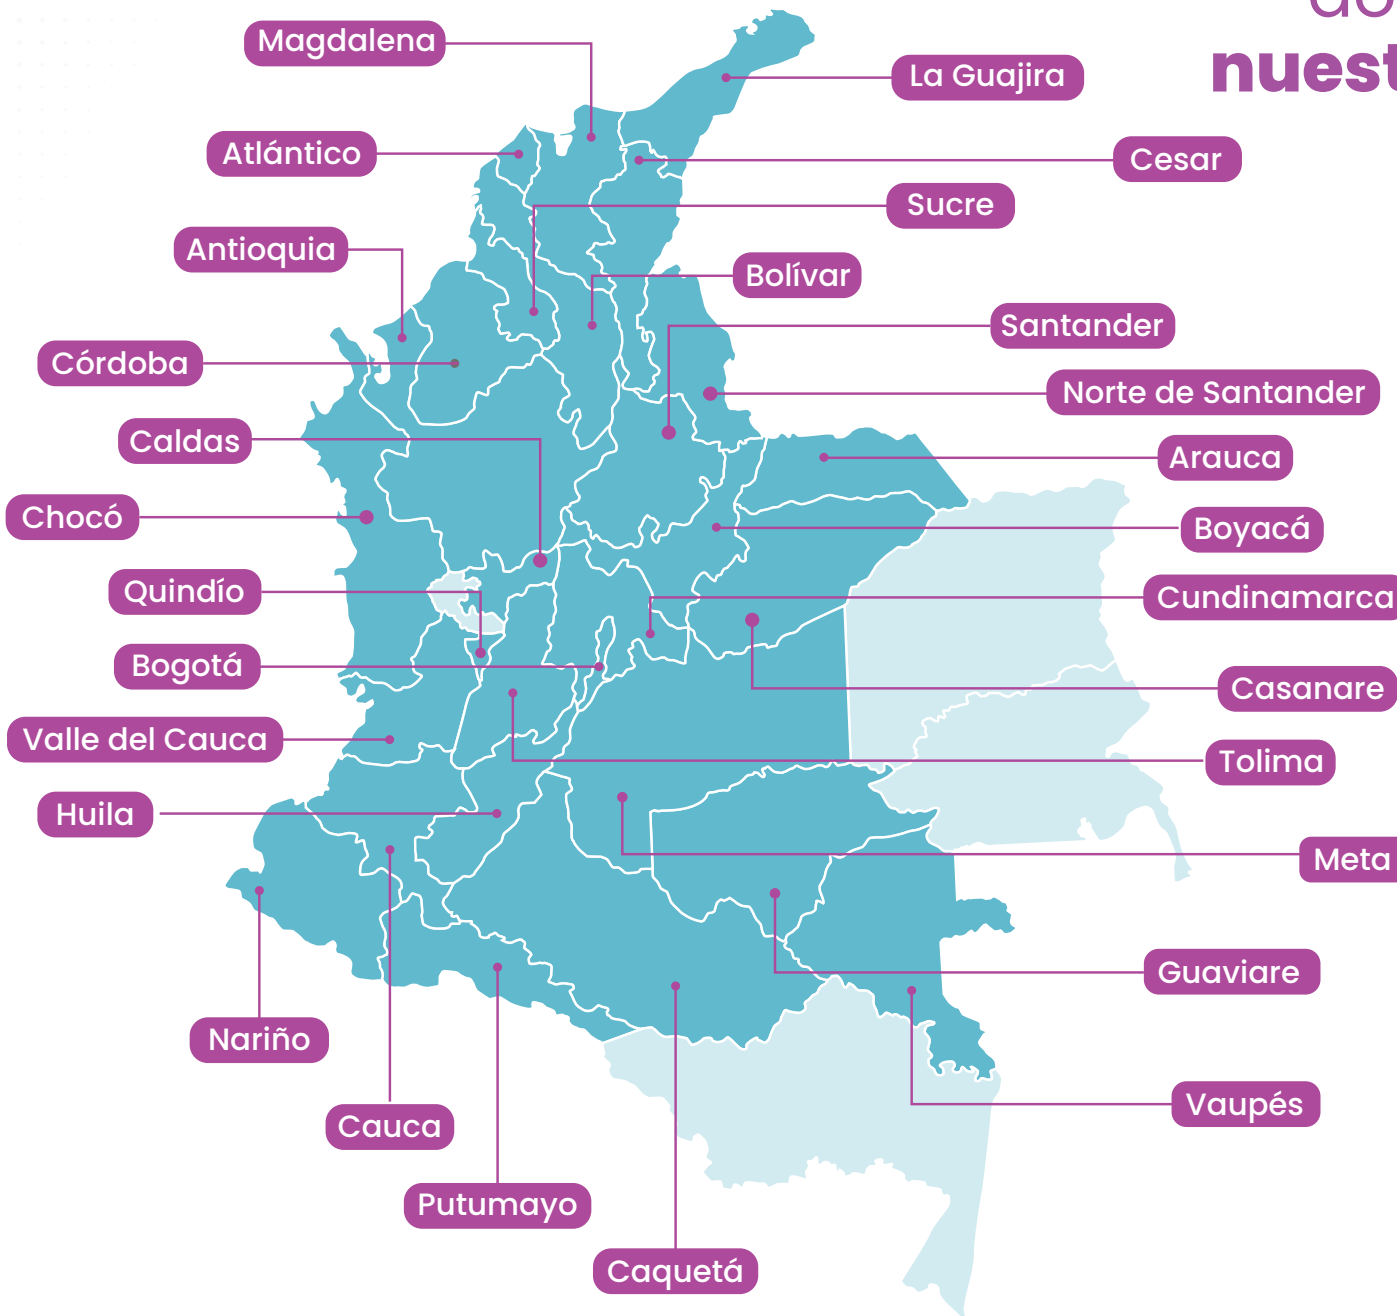 do
nuest
Magdalena
La Guajira
Atlántico
Cesar
Sucre
Antioquia
Bolívar
Santander
Córdoba
Norte de Santander
Caldas
Arauca
Chocó
Boyacá
Quindío
Cundinamarca
Bogotá
Casanare
Valle del Cauca
Tolima
Huila
Meta
Guaviare
Nariño
Vaupés
Cauca
Putumayo
Caquetá